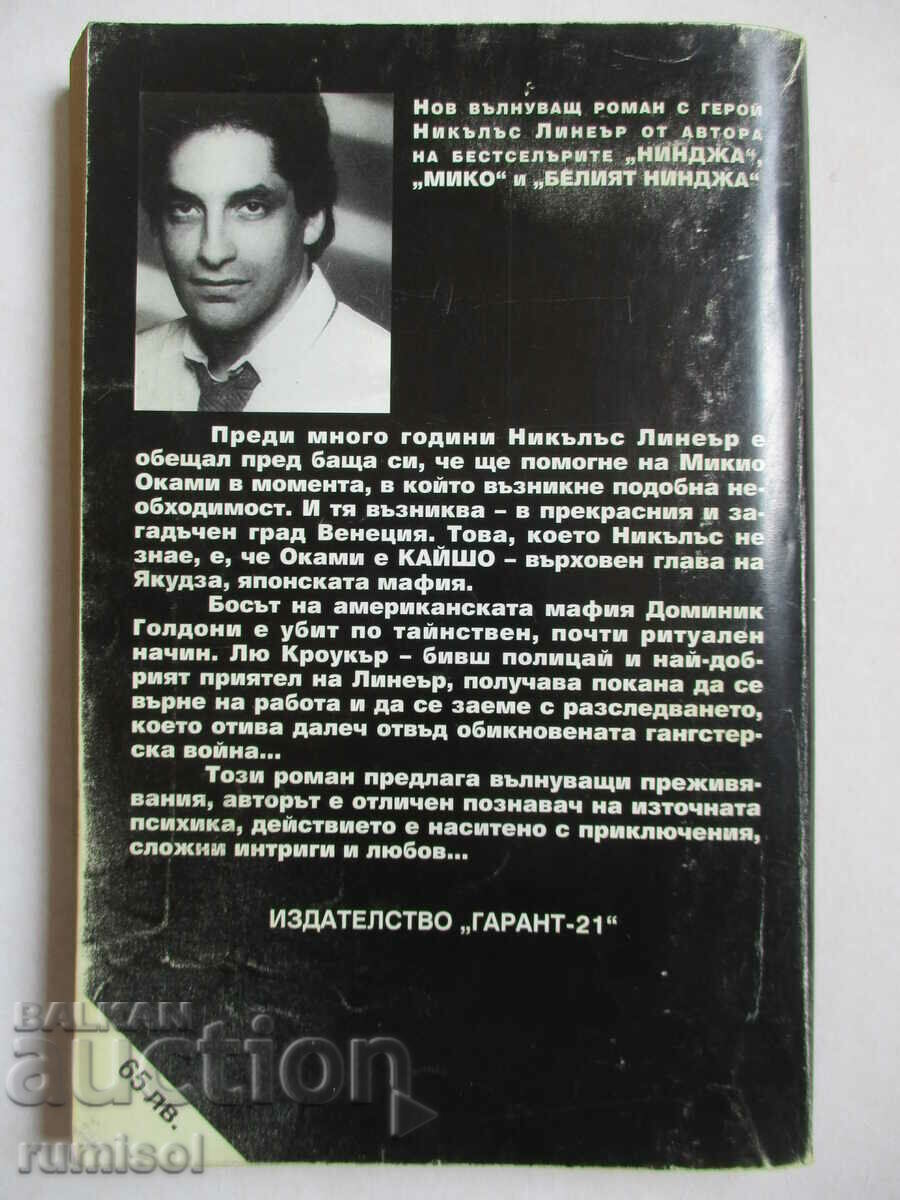 Нов вълнуващ роман с герой
Никълъс Линеър от автора
на бестселърите „НИНДЖА“,
„МИКО“ и „БЕЛИЯТ НИНДЖА“
Преди много години Никълъс Линеър е
обещал пред баща си, че ще помогне на Микио
Оками в момента, в който възникне подобна не-
обходимост. И тя възниква – в прекрасния и за-
гадъчен град Венеция. Това, което Никълъс не
знае, е, че Оками е КАЙШО – върховен глава на
Якудза, японската мафия.
Босът на американската мафия Доминик
Голдони е убит по тайнствен, почти ритуален
начин. Лю Кроукър – бивш полицай и най-доб-
рият приятел на Линеър, получава покана да се
върне на работа и да се заеме с разследването,
което отива далеч отвъд обикновената гангстер-
ска война...
Този роман предлага вълнуващи преживя-
вания, авторът е отличен познавач на източната
психика, действието е наситено с приключения,
сложни интриги и любов...
ИЗДАТЕЛСТВО „ГАРАНТ-21“
BALKAN
auction
65 лв.
rumisol